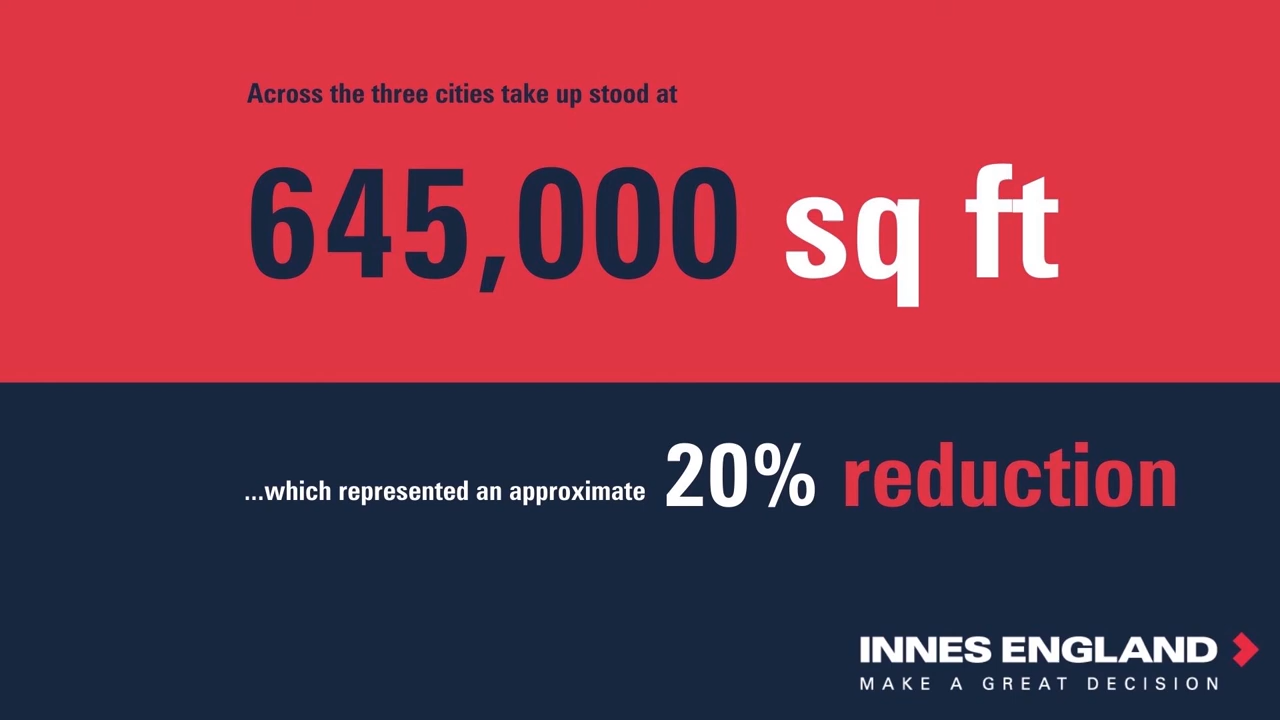 Across the three cities take up stood at
645,000 sq ft
...which represented an approximate 20% reduction
INNES ENGLAND
MAKE A GREAT DECISION